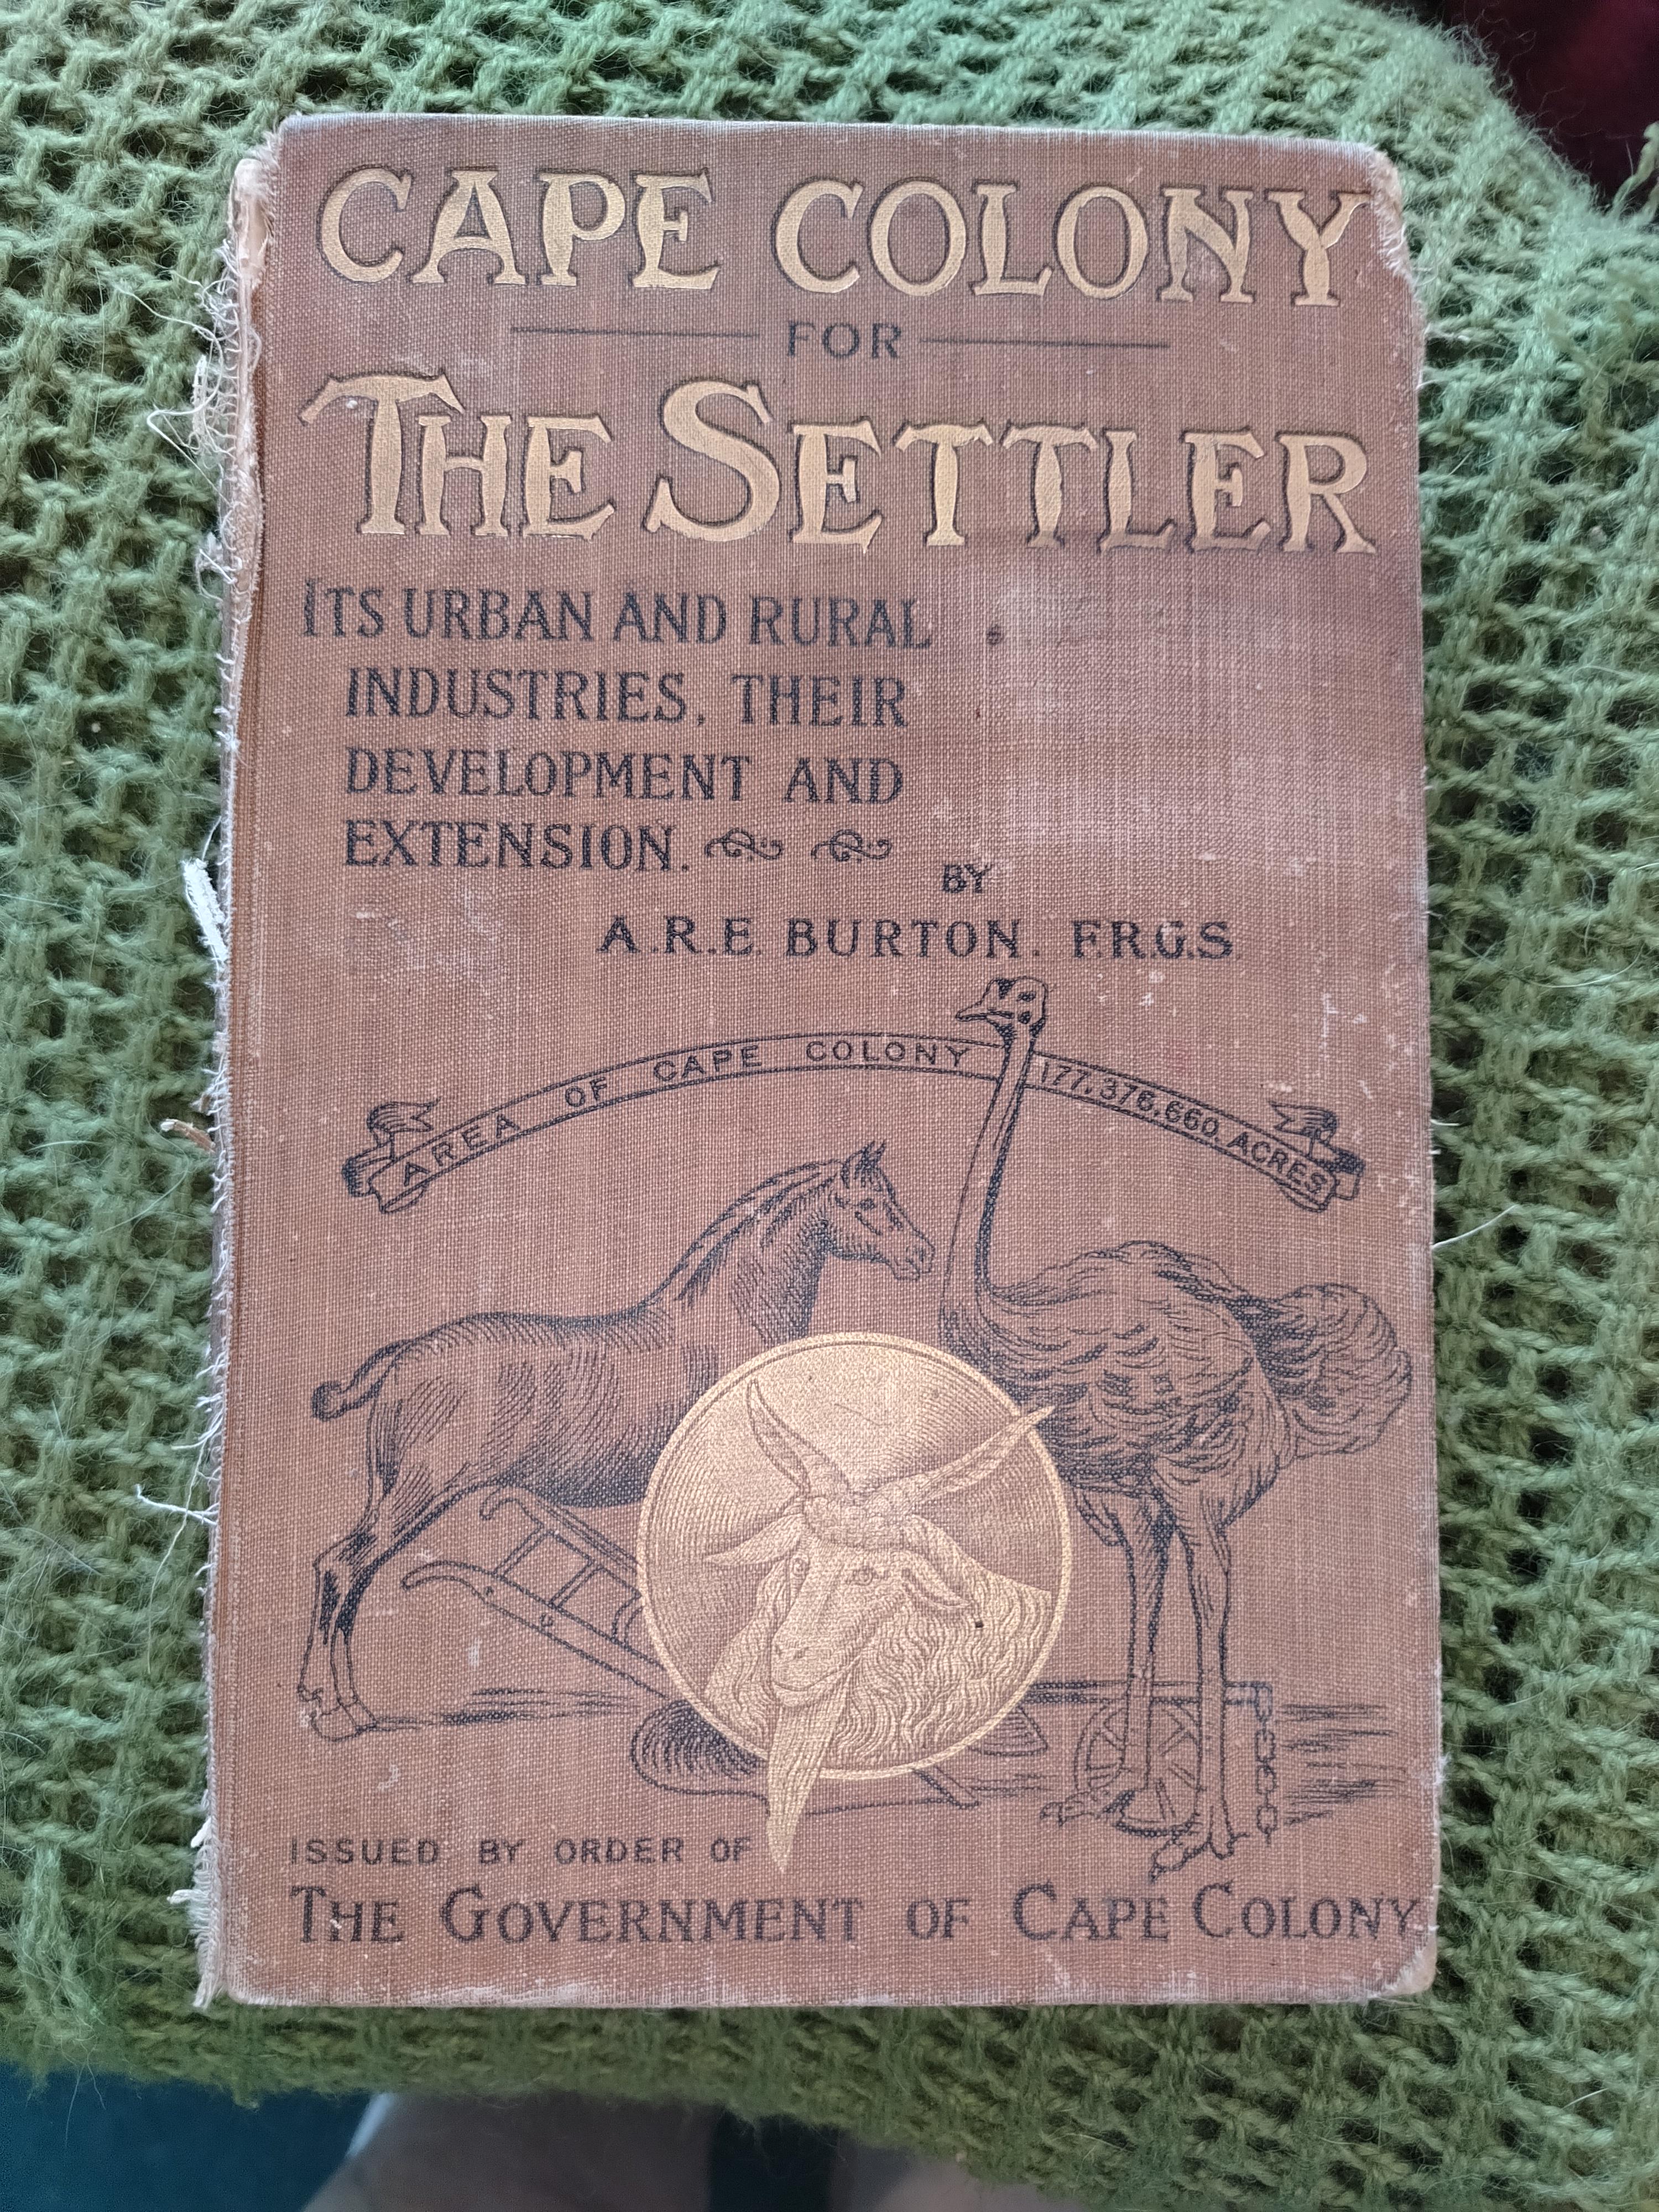 CAPE COLONY
FOR
THE SETTLER
ITS URBAN AND RURAL
INDUSTRIES, THEIR
DEVELOPMENT AND
EXTENSION.
BY
A.R.E. BURTON. F.R.G.S.
AREA OF CAPE COLONY 177,376,660 ACRES
ISSUED BY ORDER OF
THE GOVERNMENT OF CAPE COLONY.